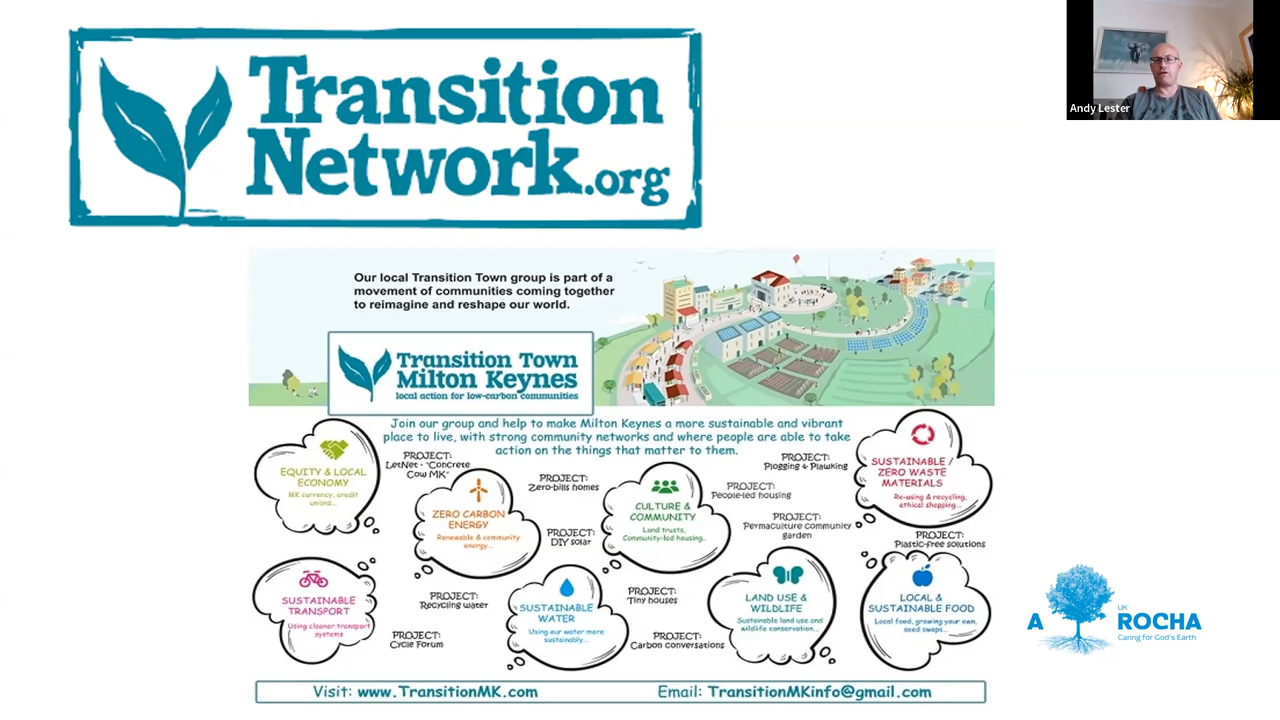 Transition
Network.org
Andy Lester
Our local Transition Town group is part of a
movement of communities coming together
to reimagine and reshape our world.
Transition Town
Milton Keynes
local action for low-carbon communities
Join our group and help to make Milton Keynes a more sustainable and vibrant
place to live, with strong community networks and where people are able to take
action on the things that matter to them.
EQUITY & LOCAL
ECONOMY
MK currency, credit
unions...
PROJECT:
LetNet - "Concrete
Cow MK"
ZERO CARBON
ENERGY
Renewable & community
energy...
PROJECT:
Zero-bills homes
PROJECT:
DIY solar
CULTURE &
COMMUNITY
Land trusts,
Community-led housing..
PROJECT:
People-led housing
PROJECT:
Plogging & Plawking
PROJECT:
Permaculture community
garden
SUSTAINABLE /
ZERO WASTE
MATERIALS
Re-using & recycling,
ethical shopping...
PROJECT:
Plastic-free solutions
SUSTAINABLE
TRANSPORT
Using cleaner transport
systems
PROJECT:
Recycling water
PROJECT:
Cycle Forum
SUSTAINABLE
WATER
Using our water more
sustainably...
PROJECT:
Tiny houses
PROJECT:
Carbon conversations
LAND USE &
WILDLIFE
Sustainable land use and
wildlife conservation...
LOCAL &
SUSTAINABLE FOOD
Local food, growing your own,
seed swaps...
Visit: www.TransitionMK.com
Email: TransitionMKinfo@gmail.com
A ROCHA UK
Caring for God's Earth